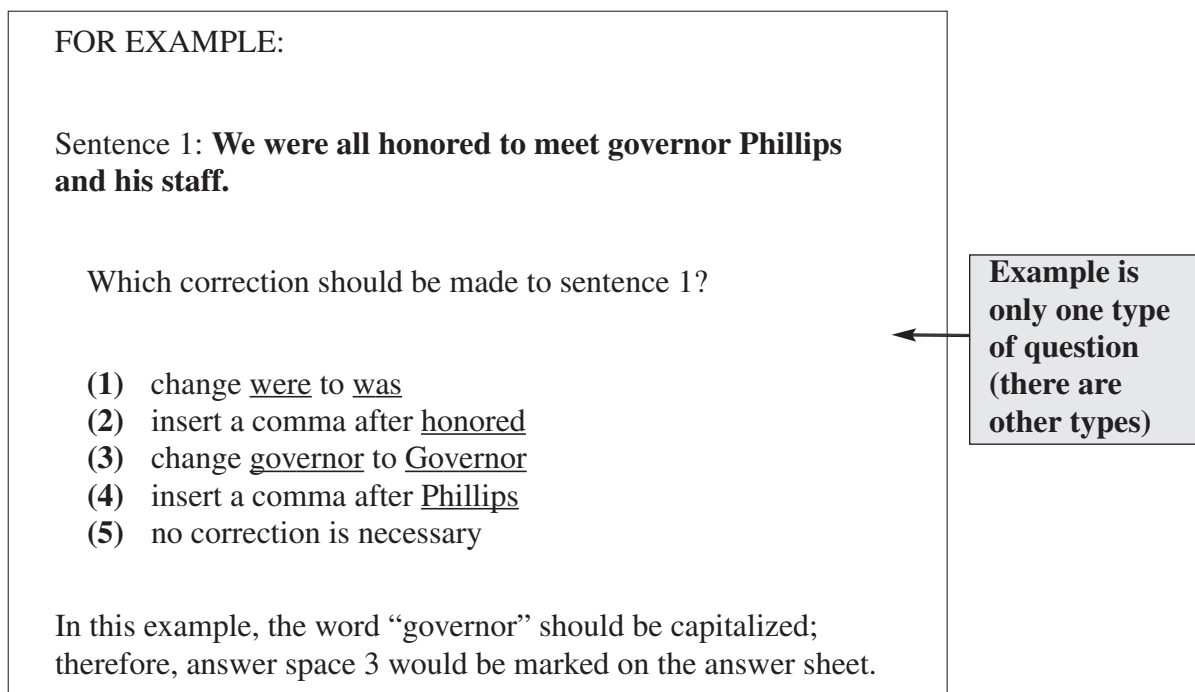 FOR EXAMPLE:
Sentence 1: We were all honored to meet governor Phillips
and his staff.
Which correction should be made to sentence 1?
(1) change were to was
(2) insert a comma after honored
(3) change governor to Governor
(4) insert a comma after Phillips
(5) no correction is necessary
In this example, the word “governor” should be capitalized;
therefore, answer space 3 would be marked on the answer sheet.
Example is
only one type
of question
(there are
other types)